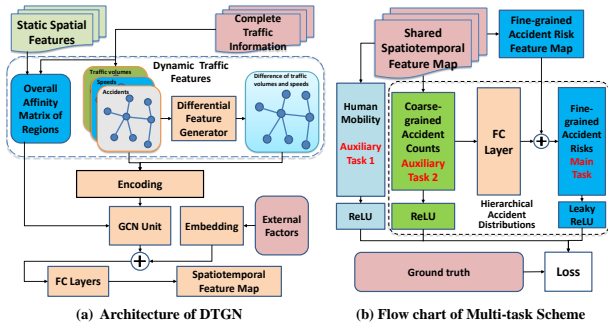 Static Spatial
Features
Complete
Traffic
Information
Dynamic Traffic
Features
Overall
Affinity
Matrix of
Regions
Traffic volumes
Speeds ...
Accidents
Differential
Feature
Generator
Difference of traffic
volumes and speeds
Encoding
GCN Unit
Embedding
External
Factors
FC Layers
Spatiotemporal
Feature Map
(a) Architecture of DTGN
Shared
Spatiotemporal
Feature Map
Fine-grained
Accident Risk
Feature Map
Human
Mobility
Auxiliary
Task 1
Coarse-
grained
Accident
Counts
Auxiliary
Task 2
FC
Layer
Fine-
grained
Accident
Risks
Main
Task
Hierarchical
Accident
Distributions
ReLU
ReLU
Leaky
ReLU
Ground truth
Loss
(b) Flow chart of Multi-task Scheme